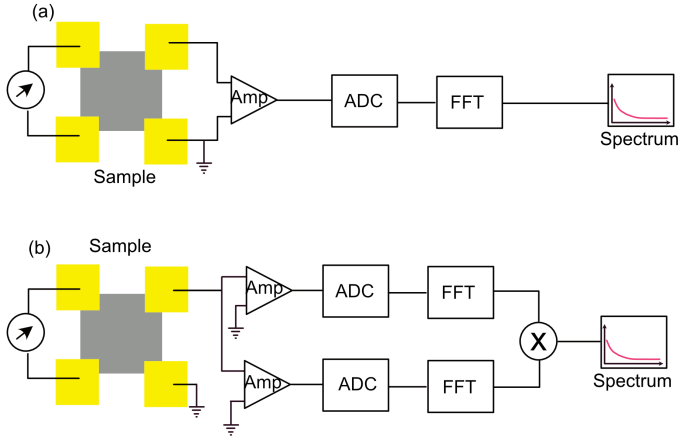 (a)
Amp
ADC
FFT
Spectrum
Sample
(b)
Sample
Amp
ADC
FFT
X
Amp
ADC
FFT
Spectrum